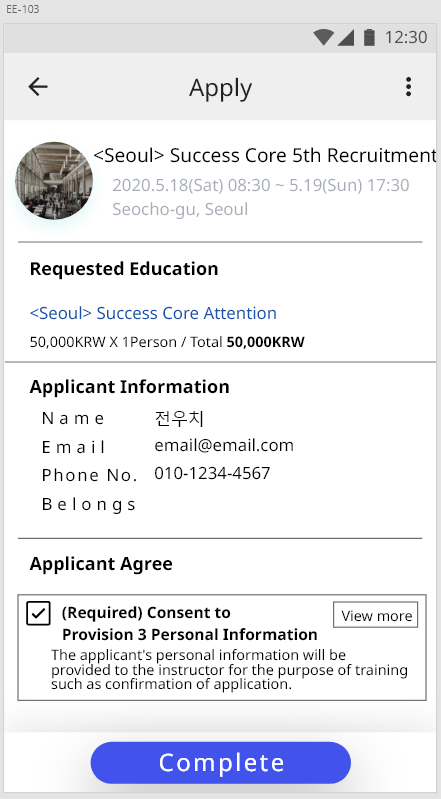 EE-103
12:30
Apply
<Seoul> Success Core 5th Recruitment
2020.5.18(Sat) 08:30 ~ 5.19(Sun) 17:30
Seocho-gu, Seoul
Requested Education
<Seoul> Success Core Attention
50,000KRW X 1Person / Total 50,000KRW
Applicant Information
Name 전우치
Email email@email.com
Phone No. 010-1234-4567
Belongs
Applicant Agree
(Required) Consent to
Provision 3 Personal Information
View more
The applicant's personal information will be
provided to the instructor for the purpose of training
such as confirmation of application.
Complete